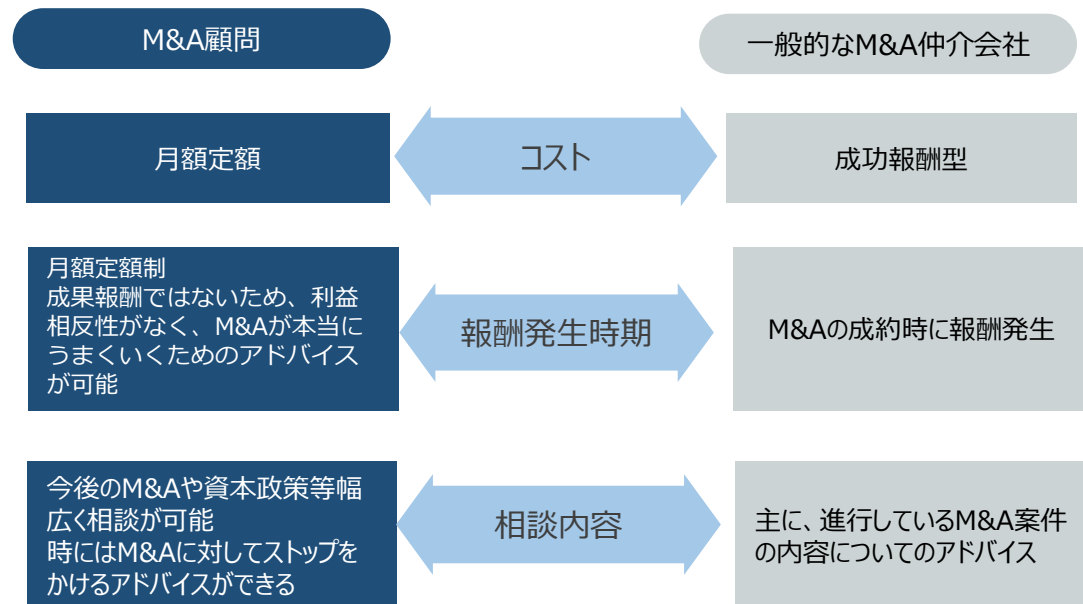 M&A顧問
一般的なM&A仲介会社
月額定額
コスト
成功報酬型
月額定額制
成果報酬ではないため、利益
相反性がなく、M&Aが本当に
うまくいくためのアドバイス
が可能
報酬発生時期
M&Aの成約時に報酬発生
今後のM&Aや資本政策等幅
広く相談が可能
時にはM&Aに対してストップを
かけるアドバイスができる
相談内容
主に、進行しているM&A案件
の内容についてのアドバイス